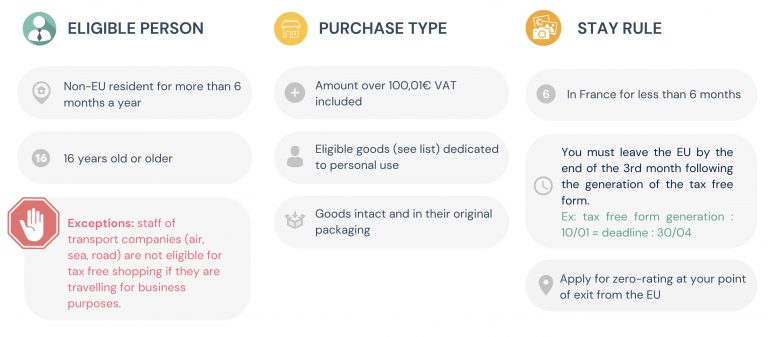 ELIGIBLE PERSON
Non-EU resident for more than 6
months a year
16
16 years old or older
Exceptions: staff of
transport companies (air,
sea, road) are not eligible for
tax free shopping if they are
travelling for business
purposes.
PURCHASE TYPE
Amount over 100,01€ VAT
included
Eligible goods (see list) dedicated
to personal use
Goods intact and in their original
packaging
STAY RULE
6
In France for less than 6 months
You must leave the EU by the
end of the 3rd month following
the generation of the tax free
form.
Ex: tax free form generation :
10/01 = deadline : 30/04
Apply for zero-rating at your point
of exit from the EU